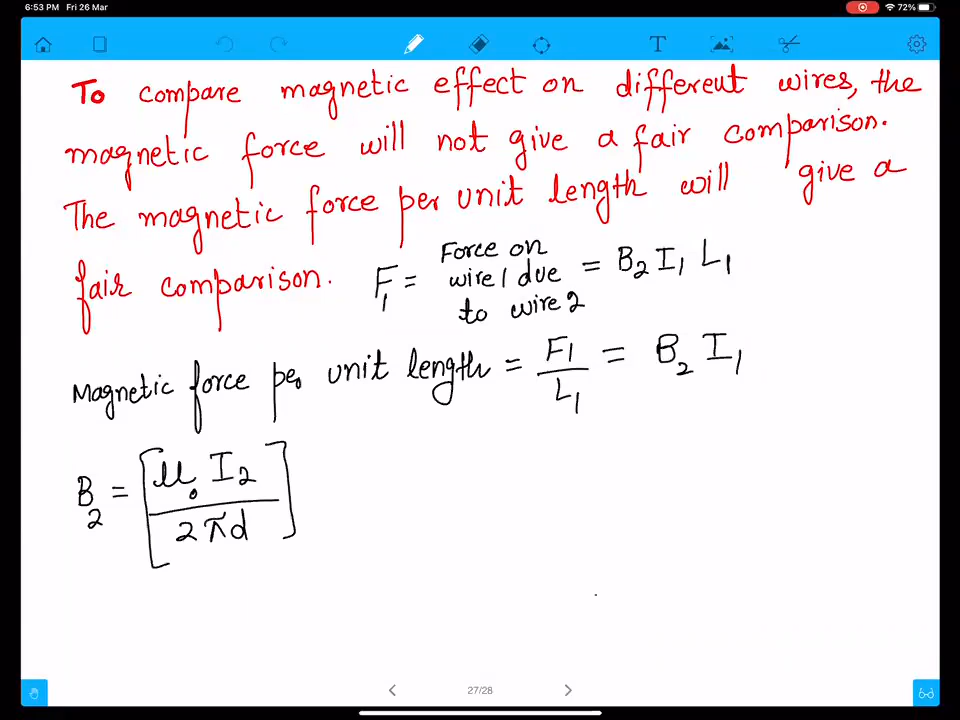 6:53 PM Fri 26 Mar 72%
T
To compare magnetic effect on different wires, the
magnetic force will not give a fair comparison.
The magnetic force per unit length will give a
fair comparison.
F₁ = Force on wire 1 due to wire 2 = B₂ I₁ L₁
Magnetic force per unit length = F₁/L₁ = B₂ I₁
B₂ = [μ₀ I₂ / 2πd]
27/28